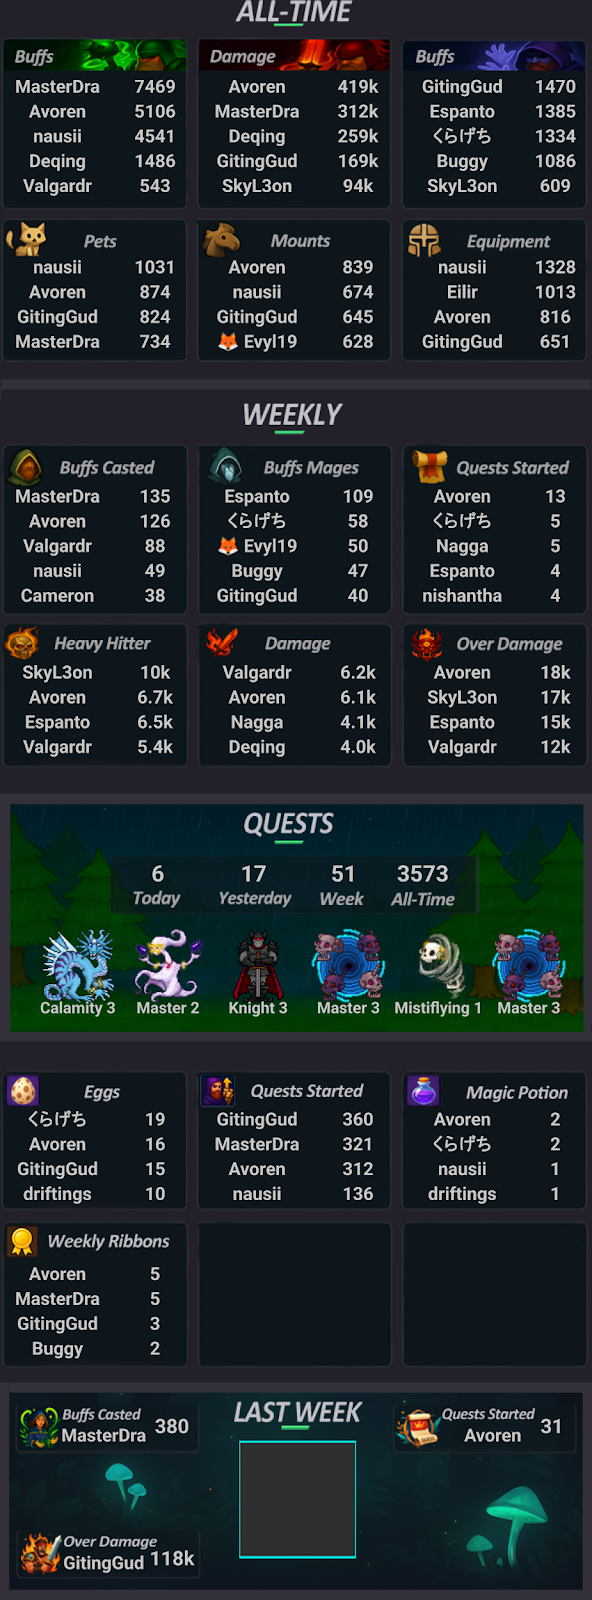 ALL-TIME
Buffs
MasterDra 7469
Avoren 5106
nausii 4541
Deqing 1486
Valgardr 543
Damage
Avoren 419k
MasterDra 312k
Deqing 259k
GitingGud 169k
SkyL3on 94k
Buffs
GitingGud 1470
Espanto 1385
くらげち 1334
Buggy 1086
SkyL3on 609
Pets
nausii 1031
Avoren 874
GitingGud 824
MasterDra 734
Mounts
Avoren 839
nausii 674
GitingGud 645
🦊 Evyl19 628
Equipment
nausii 1328
Eilir 1013
Avoren 816
GitingGud 651
WEEKLY
Buffs Casted
MasterDra 135
Avoren 126
Valgardr 88
nausii 49
Cameron 38
Buffs Mages
Espanto 109
くらげち 58
🦊 Evyl19 50
Buggy 47
GitingGud 40
Quests Started
Avoren 13
くらげち 5
Nagga 5
Espanto 4
nishantha 4
Heavy Hitter
SkyL3on 10k
Avoren 6.7k
Espanto 6.5k
Valgardr 5.4k
Damage
Valgardr 6.2k
Avoren 6.1k
Nagga 4.1k
Deqing 4.0k
Over Damage
Avoren 18k
SkyL3on 17k
Espanto 15k
Valgardr 12k
QUESTS
6 17 51 3573
Today Yesterday Week All-Time
Calamity 3 Master 2 Knight 3 Master 3 Mistiflying 1 Master 3
Eggs
くらげち 19
Avoren 16
GitingGud 15
driftings 10
Quests Started
GitingGud 360
MasterDra 321
Avoren 312
nausii 136
Magic Potion
Avoren 2
くらげち 2
nausii 1
driftings 1
Weekly Ribbons
Avoren 5
MasterDra 5
GitingGud 3
Buggy 2
LAST WEEK
Buffs Casted
MasterDra 380
Quests Started
Avoren 31
Over Damage
GitingGud 118k